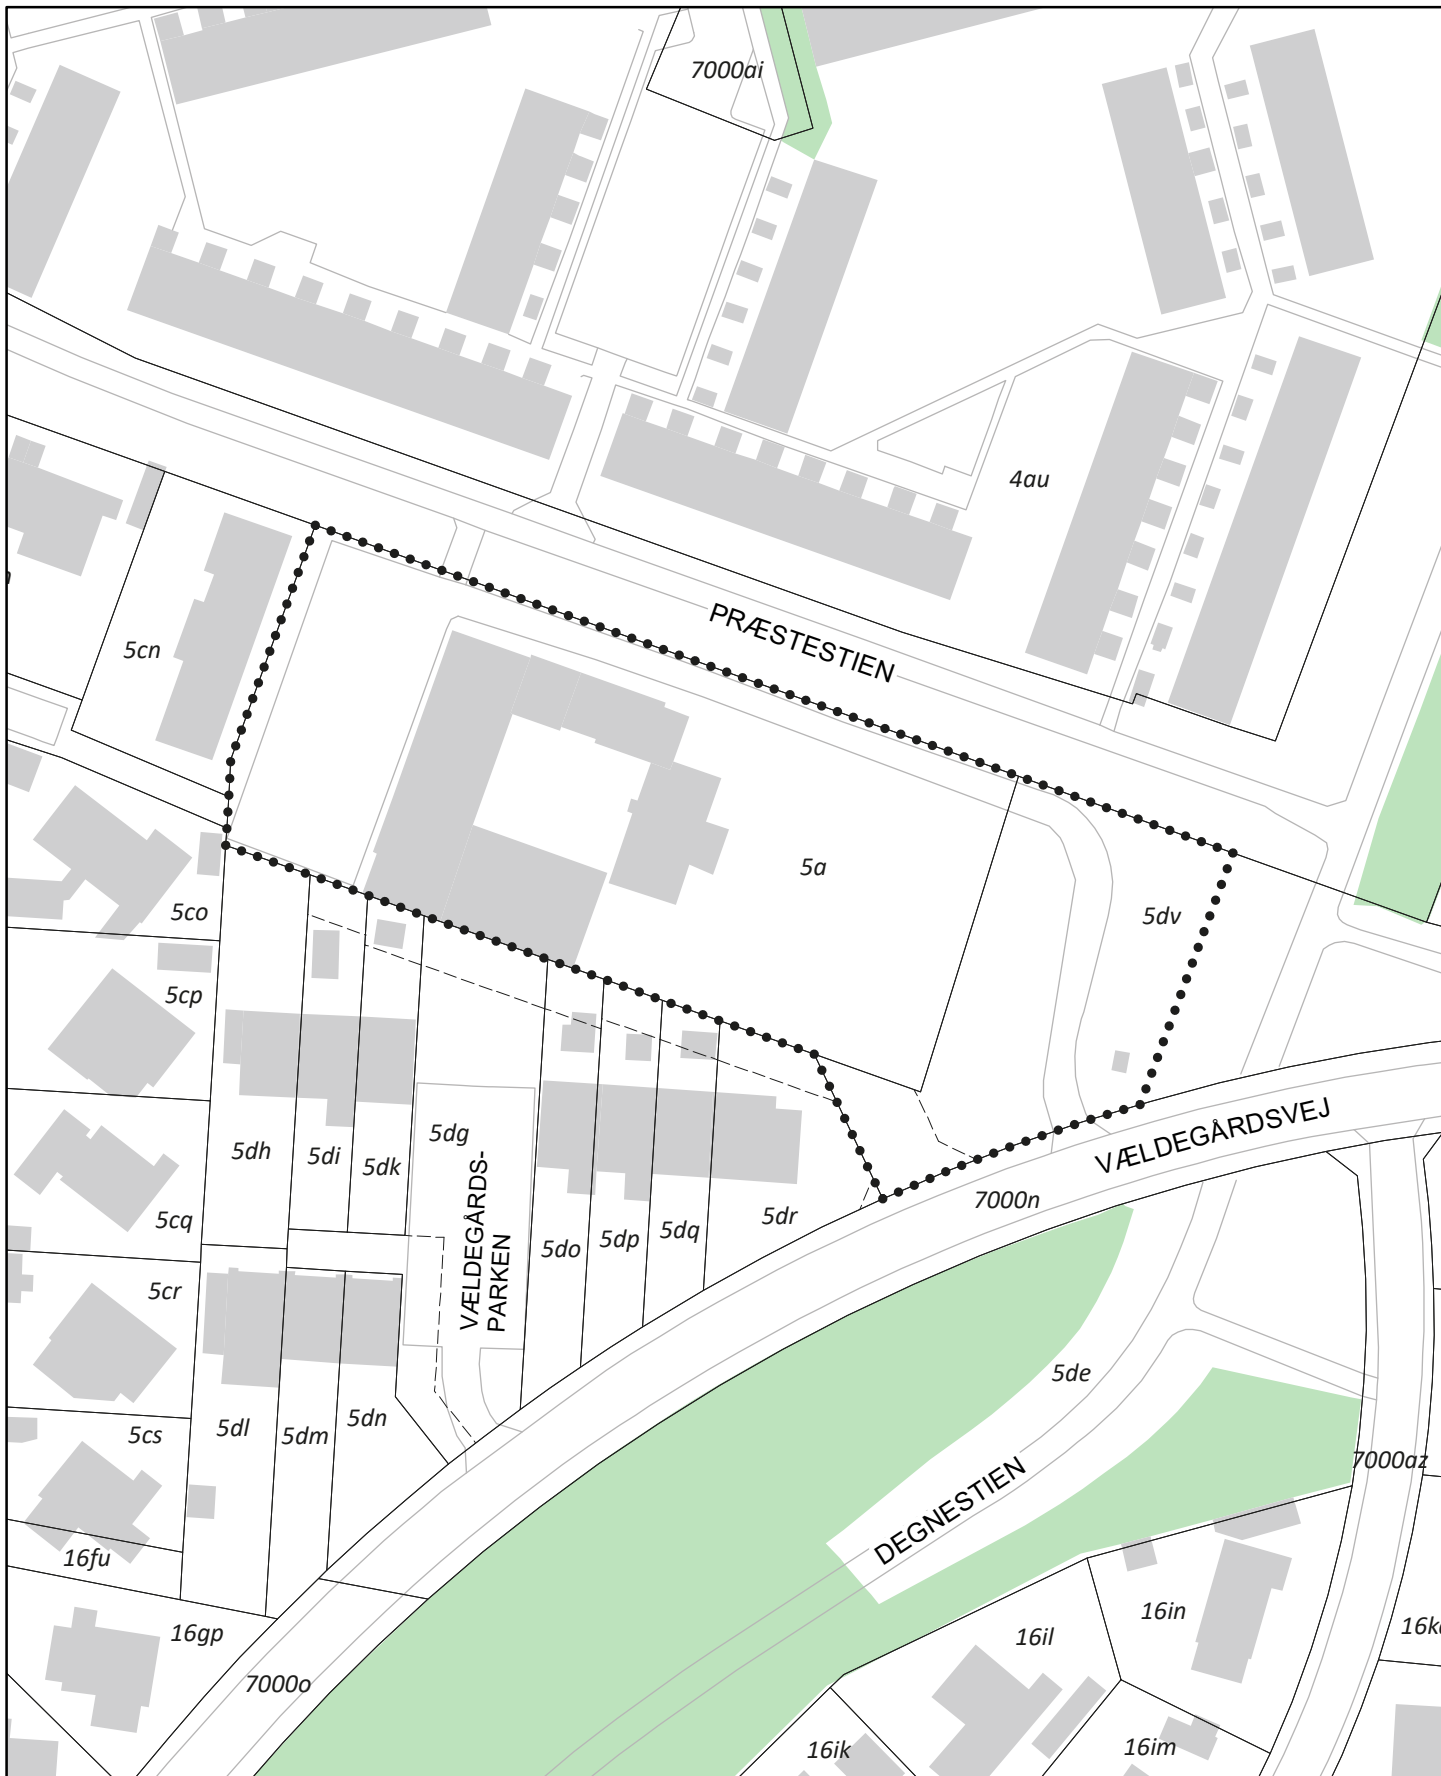 7000ai
4au
PRÆSTESTIEN
5cn
5a
5dv
5co
5cp
5dg
5dh
5di
5dk
VÆLDEGÅRDSVEJ
7000n
5cq
VÆLDEGÅRDS-
PARKEN
5do
5dp
5dq
5dr
5cr
5de
5cs
5dl
5dm
5dn
7000az
DEGNESTIEN
16fu
16gp
16il
16in
7000o
16ik
16im